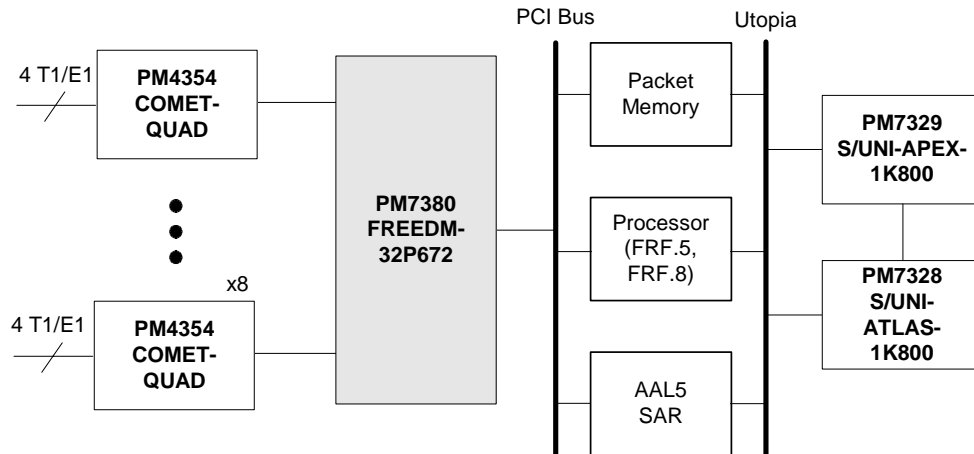 PCI Bus
Utopia
4 T1/E1
PM4354
COMET-
QUAD
Packet
Memory
PM7329
S/UNI-APEX-
1K800
PM7380
FREEDM-
32P672
Processor
(FRF.5,
FRF.8)
x8
4 T1/E1
PM4354
COMET-
QUAD
PM7328
S/UNI-
ATLAS-
1K800
AAL5
SAR